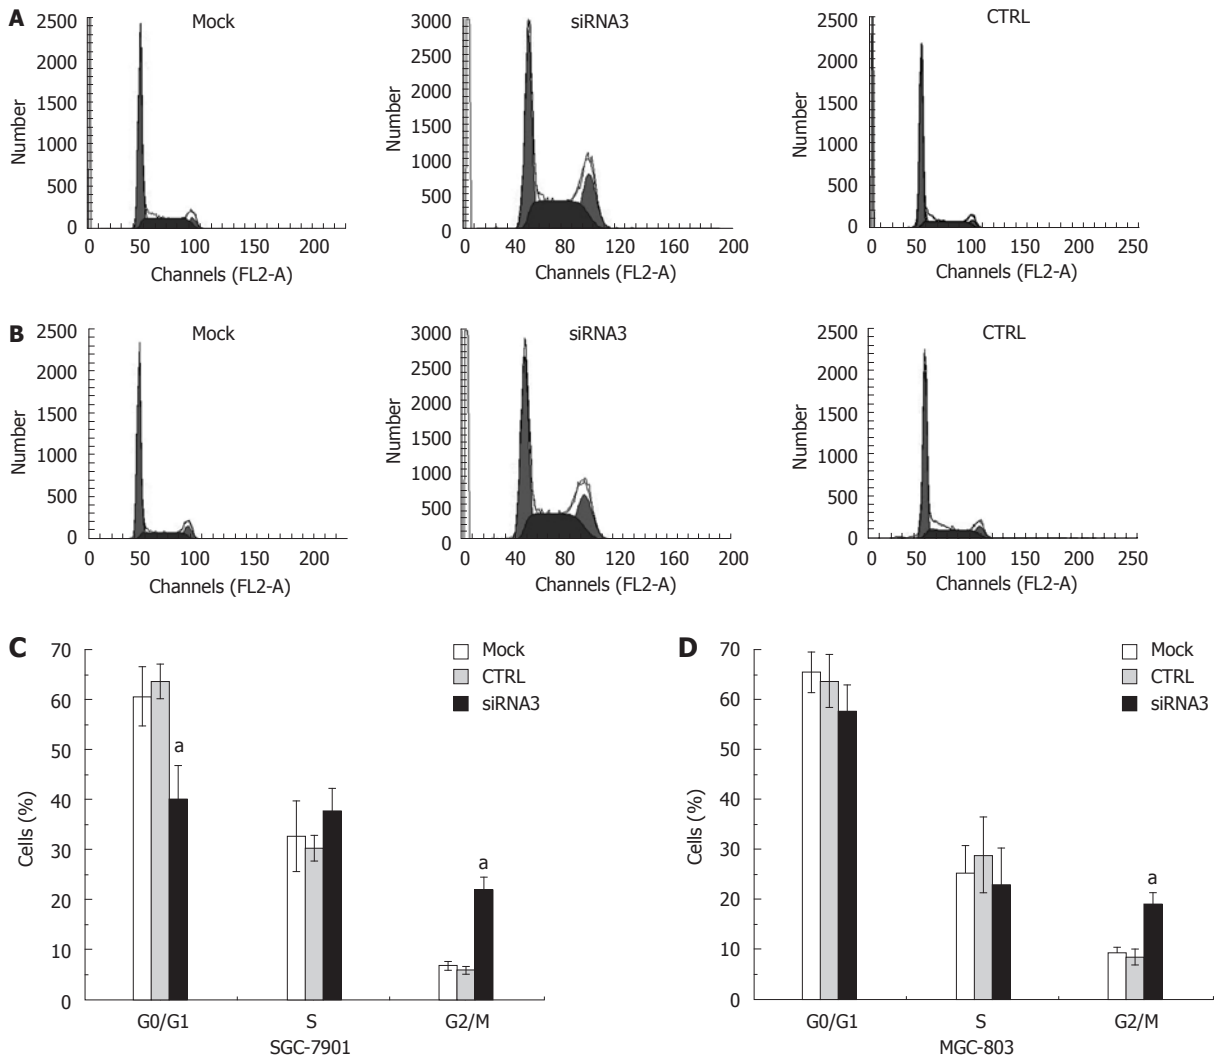 A
Mock
siRNA3
CTRL
2500
2000
1500
1000
500
0
Number
0 50 100 150 200
Channels (FL2-A)
3000
2500
2000
1500
1000
500
0
Number
0 40 80 120 160 200
Channels (FL2-A)
2500
2000
1500
1000
500
0
Number
0 50 100 150 200 250
Channels (FL2-A)
B
Mock
siRNA3
CTRL
2500
2000
1500
1000
500
0
Number
0 50 100 150 200
Channels (FL2-A)
3000
2500
2000
1500
1000
500
0
Number
0 40 80 120 160 200
Channels (FL2-A)
2500
2000
1500
1000
500
0
Number
0 50 100 150 200 250
Channels (FL2-A)
C
70
60
50
40
30
20
10
0
Cells (%)
Mock
CTRL
siRNA3
a
a
G0/G1 S G2/M
SGC-7901
D
70
60
50
40
30
20
10
0
Cells (%)
Mock
CTRL
siRNA3
a
G0/G1 S G2/M
MGC-803